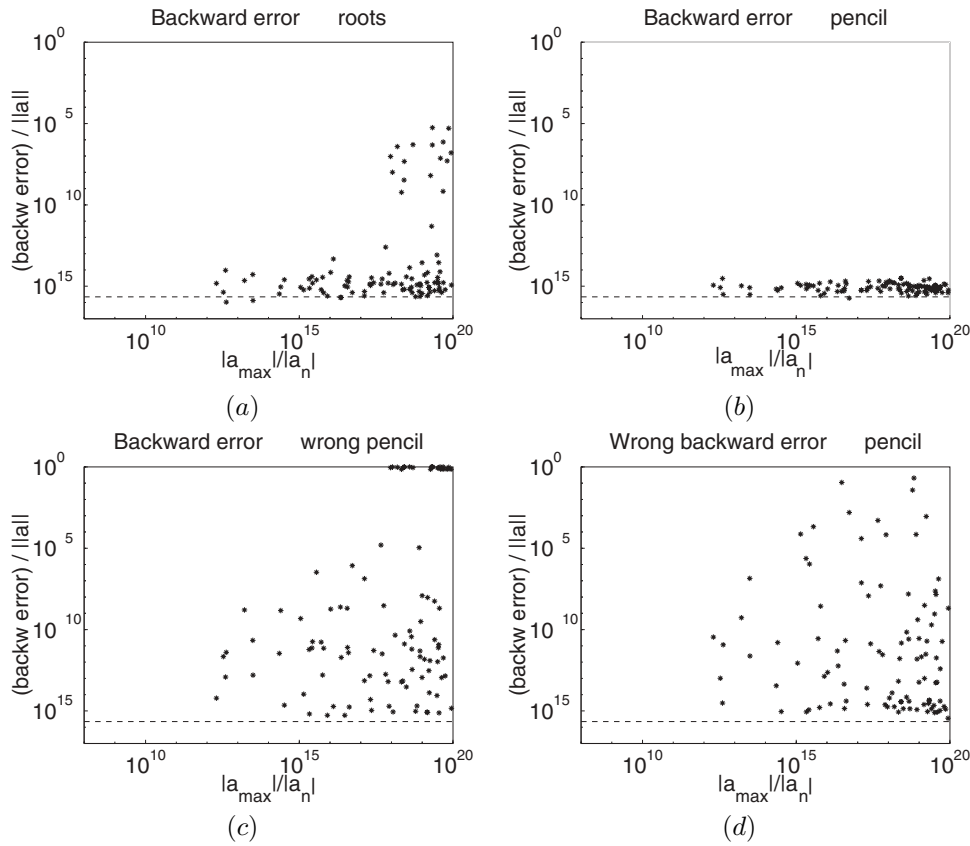 Backward error roots
10^0
10^5
10^10
10^15
(backw error) / ||a||
10^10 10^15 10^20
|a_max|/|a_n|
(a)
Backward error pencil
10^0
10^5
10^10
10^15
(backw error) / ||a||
10^10 10^15 10^20
|a_max|/|a_n|
(b)
Backward error wrong pencil
10^0
10^5
10^10
10^15
(backw error) / ||a||
10^10 10^15 10^20
|a_max|/|a_n|
(c)
Wrong backward error pencil
10^0
10^5
10^10
10^15
(backw error) / ||a||
10^10 10^15 10^20
|a_max|/|a_n|
(d)